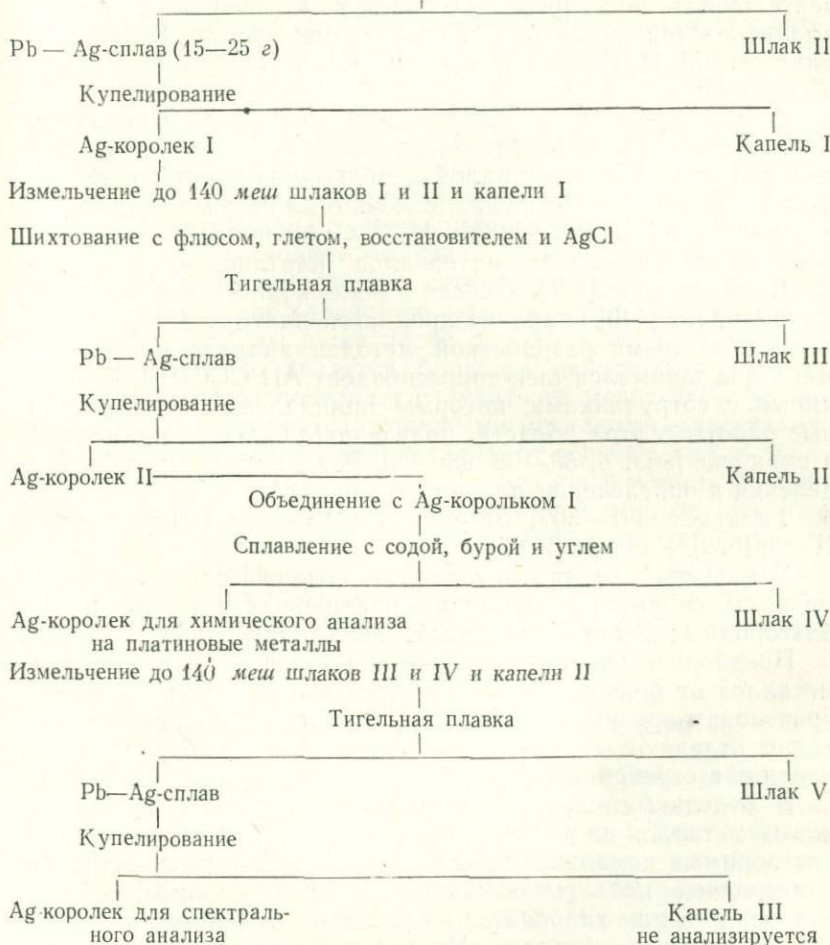 Pb — Ag-сплав (15—25 г) Шлак II
Купелирование
Ag-королек I Капель I
Измельчение до 140 меш шлаков I и II и капели I
Шихтование с флюсом, глетом, восстановителем и AgCl
Тигельная плавка
Pb — Ag-сплав Шлак III
Купелирование
Ag-королек II Капель II
Объединение с Ag-корольком I
Сплавление с содой, бурой и углем
Ag-королек для химического анализа Шлак IV
на платиновые металлы
Измельчение до 140 меш шлаков III и IV и капели II
Тигельная плавка
Pb—Ag-сплав Шлак V
Купелирование
Ag-королек для спектраль- Капель III
ного анализа не анализируется